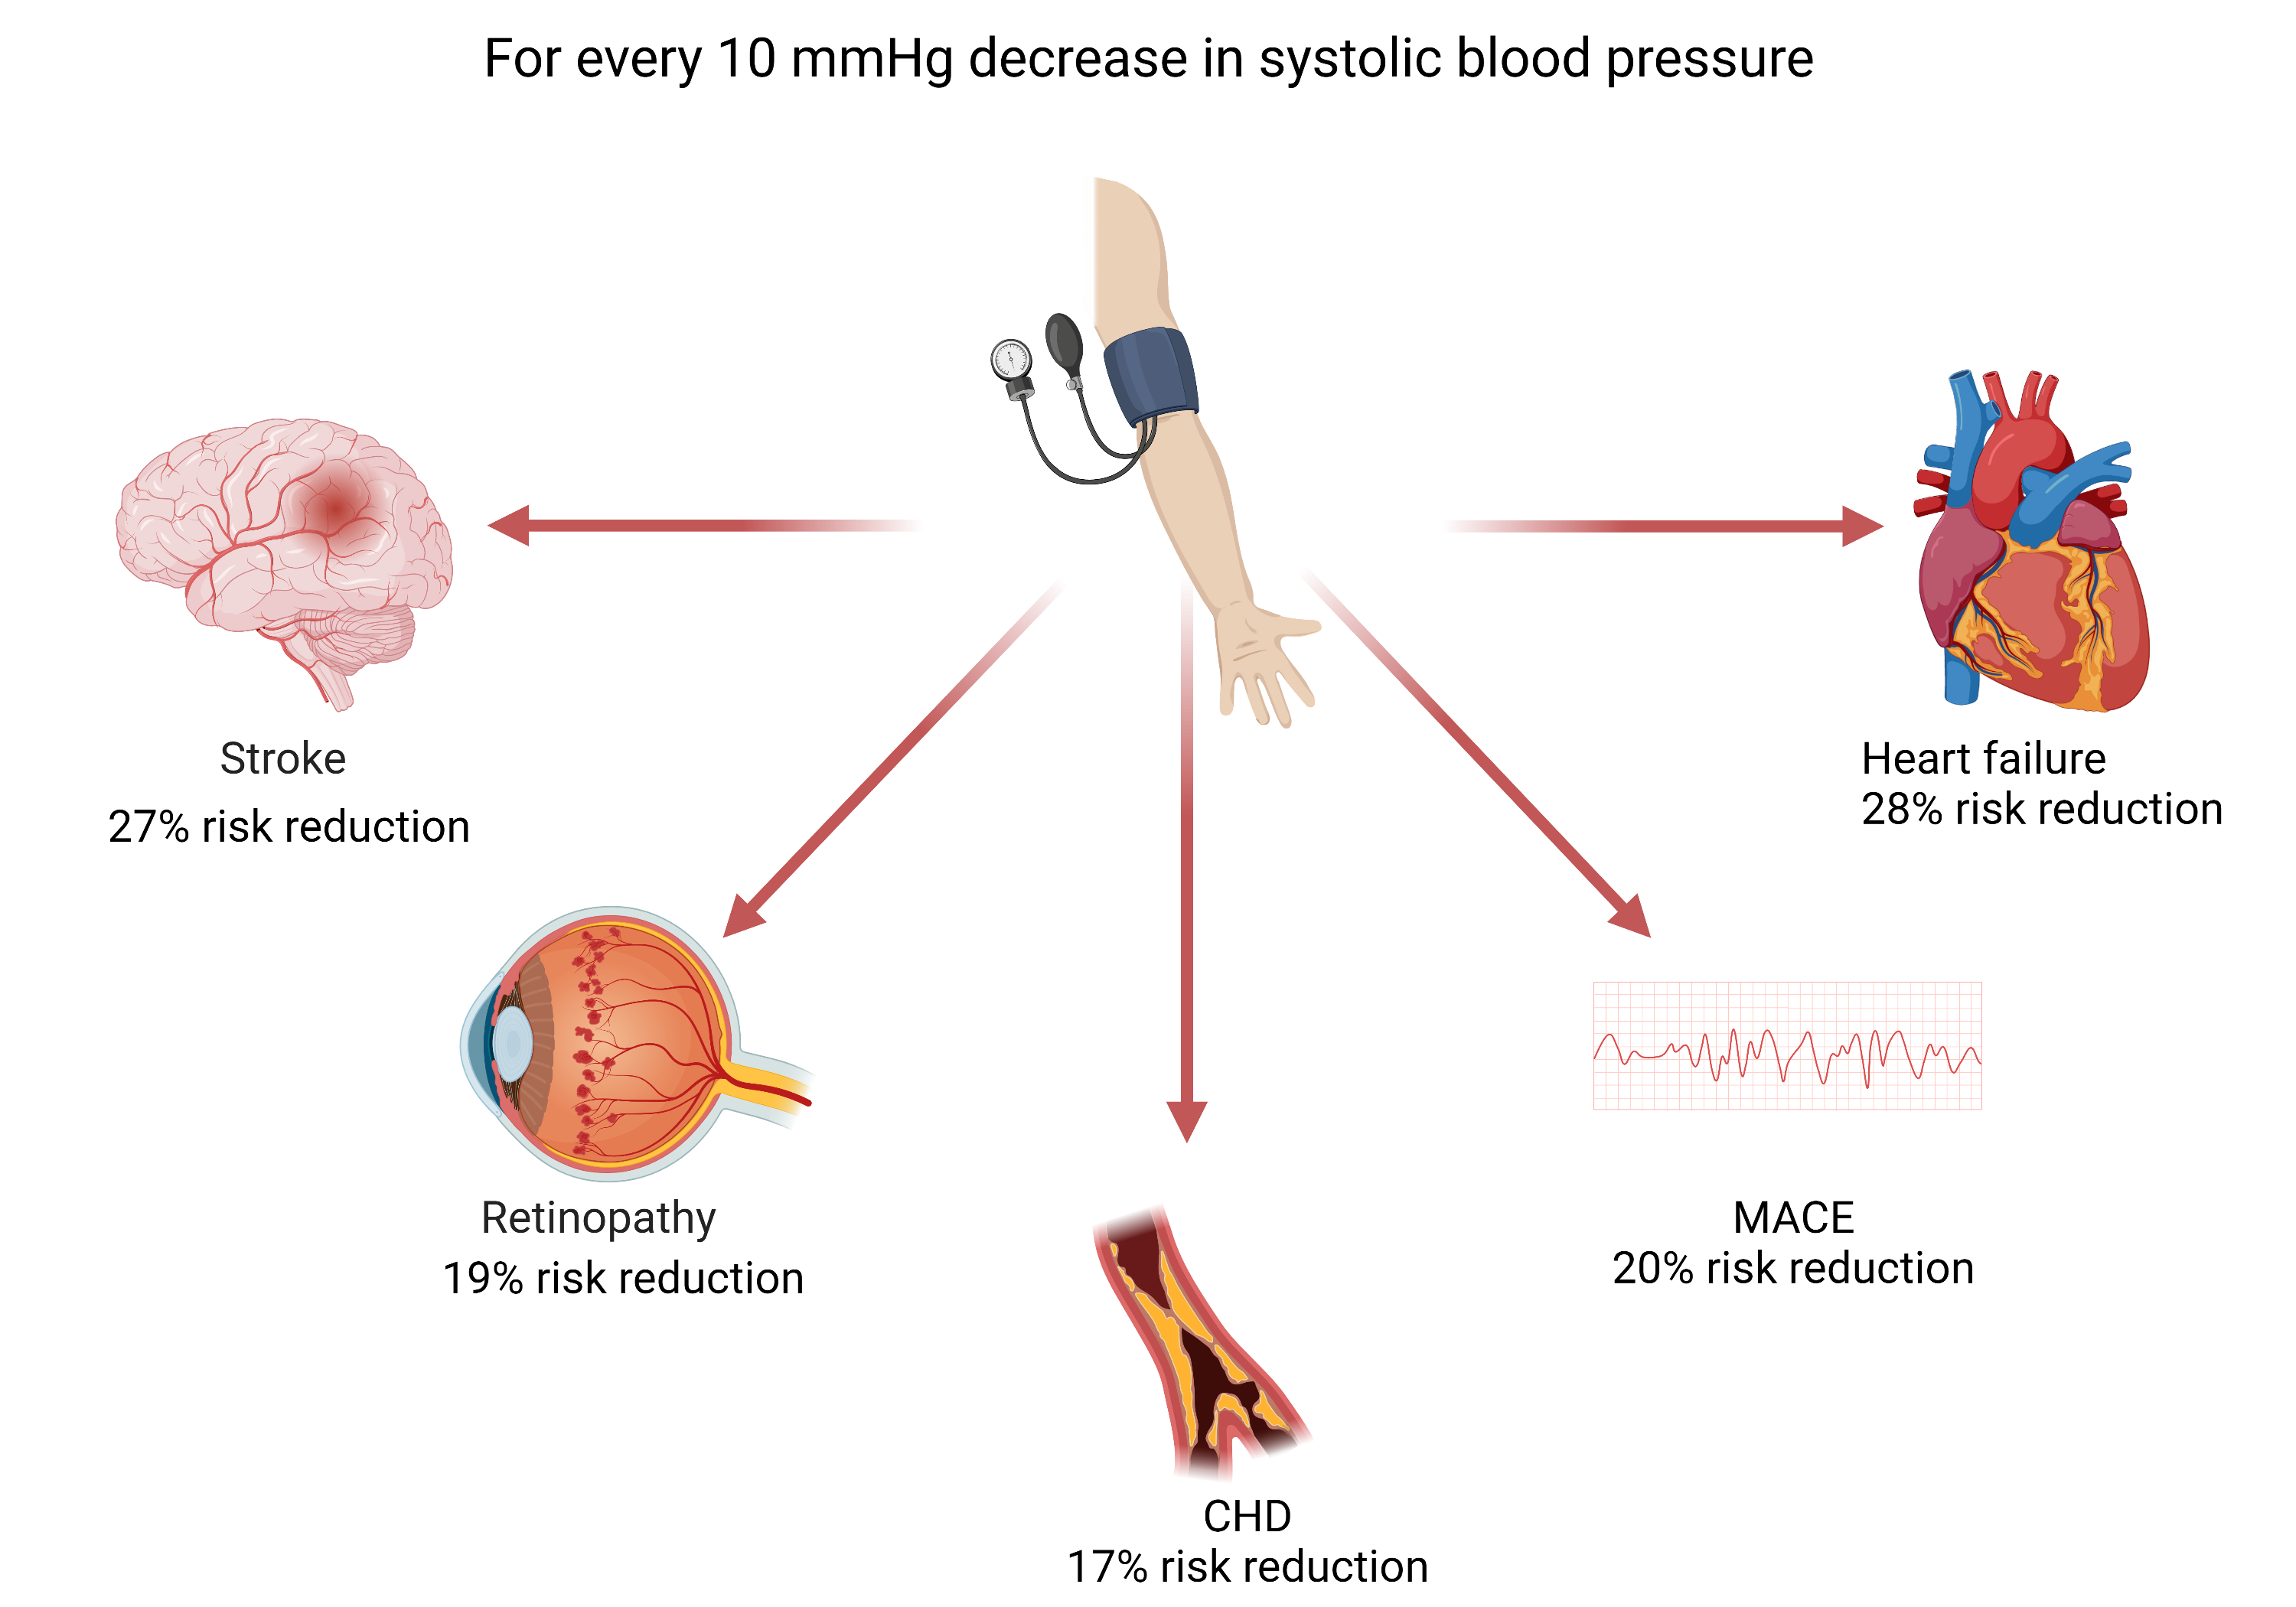 For every 10 mmHg decrease in systolic blood pressure
Stroke
27% risk reduction
Heart failure
28% risk reduction
Retinopathy
19% risk reduction
MACE
20% risk reduction
CHD
17% risk reduction